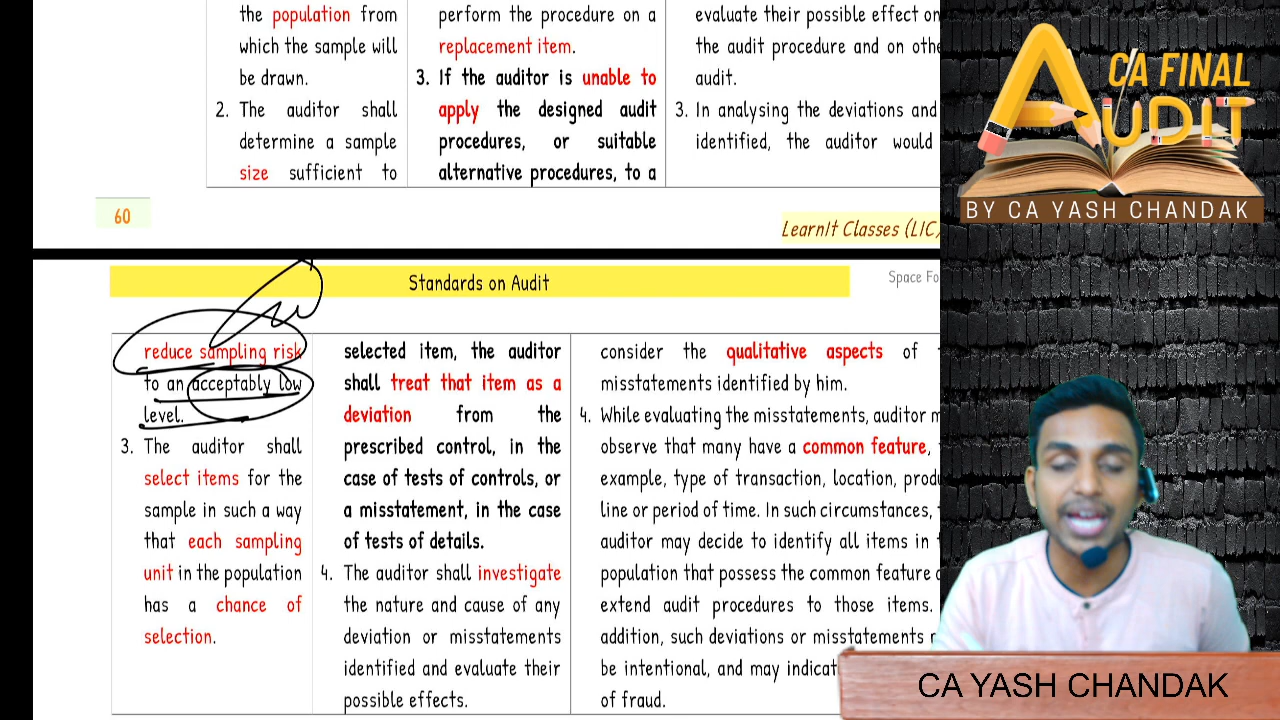 the population from
which the sample will
be drawn.
2. The auditor shall
determine a sample
size sufficient to
perform the procedure on a
replacement item.
3. If the auditor is unable to
apply the designed audit
procedures, or suitable
alternative procedures, to a
evaluate their possible effect on
the audit procedure and on othe
audit.
3. In analysing the deviations and
identified, the auditor would
60
LearnIt Classes (LIC)
Standards on Audit
Space Fo
reduce sampling risk
to an acceptably low
level.
3. The auditor shall
select items for the
sample in such a way
that each sampling
unit in the population
has a chance of
selection.
selected item, the auditor
shall treat that item as a
deviation from the
prescribed control, in the
case of tests of controls, or
a misstatement, in the case
of tests of details.
4. The auditor shall investigate
the nature and cause of any
deviation or misstatements
identified and evaluate their
possible effects.
consider the qualitative aspects of
misstatements identified by him.
4. While evaluating the misstatements, auditor m
observe that many have a common feature,
example, type of transaction, location, produ
line or period of time. In such circumstances,
auditor may decide to identify all items in
population that possess the common feature
extend audit procedures to those items.
addition, such deviations or misstatements
be intentional, and may indicat
of fraud.
CA FINAL
AUDIT
BY CA YASH CHANDAK
CA YASH CHANDAK